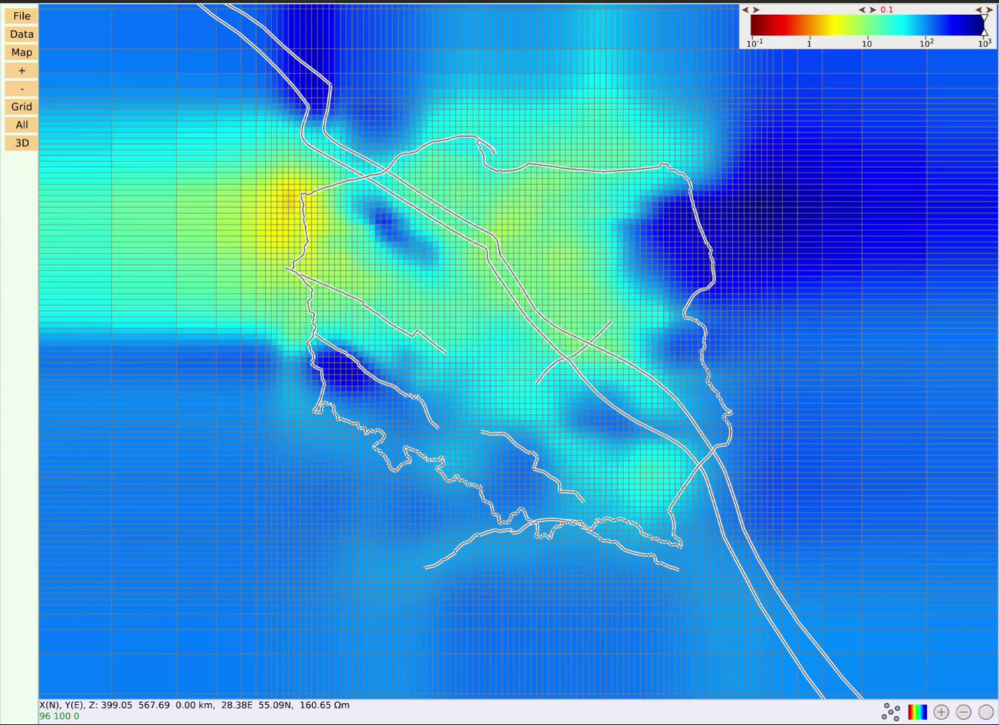 File
Data
Map
+
-
Grid
All
3D
0.1
10-1
1
10
10²
10³
X(N), Y(E), Z: 399.05 567.69 0.00 km, 28.38E 55.09N, 160.65 Ωm
96 100 0